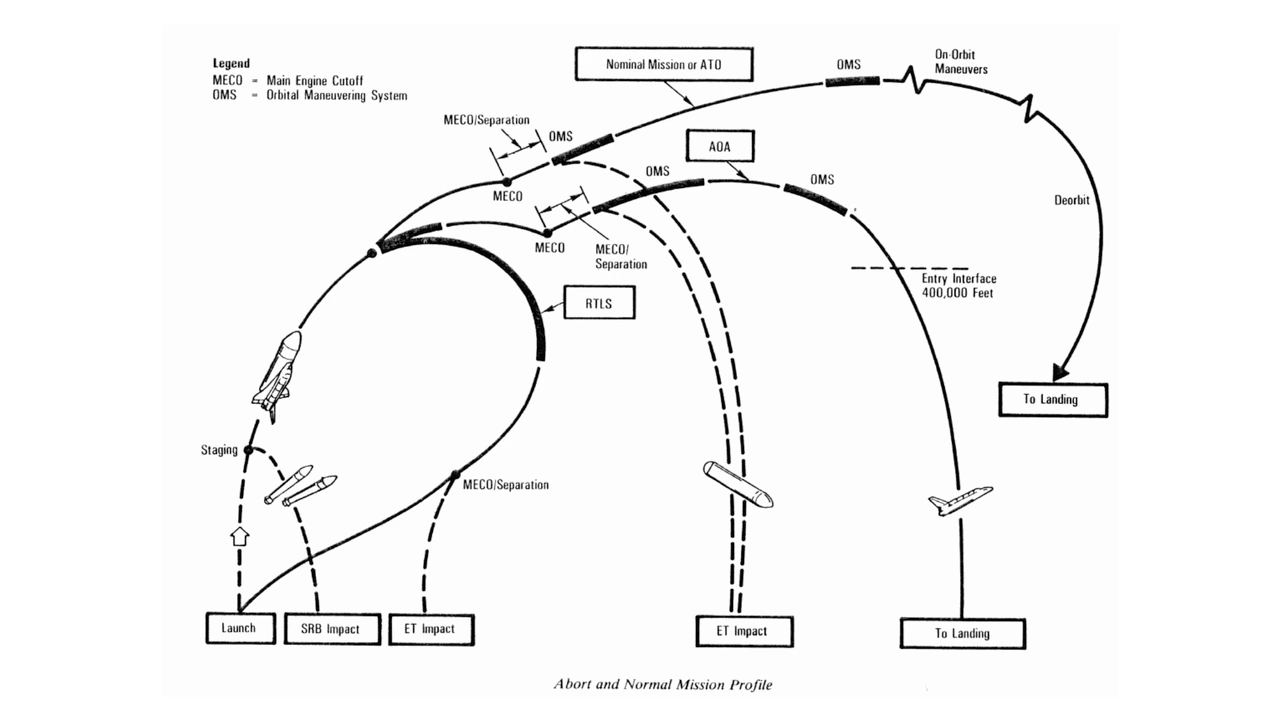 Legend
MECO = Main Engine Cutoff
OMS = Orbital Maneuvering System
Nominal Mission or ATO
OMS
On-Orbit
Maneuvers
MECO/Separation
OMS
AOA
MECO
OMS
OMS
Deorbit
MECO
MECO/
Separation
Entry Interface
400,000 Feet
RTLS
To Landing
Staging
MECO/Separation
Launch
SRB Impact
ET Impact
ET Impact
To Landing
Abort and Normal Mission Profile